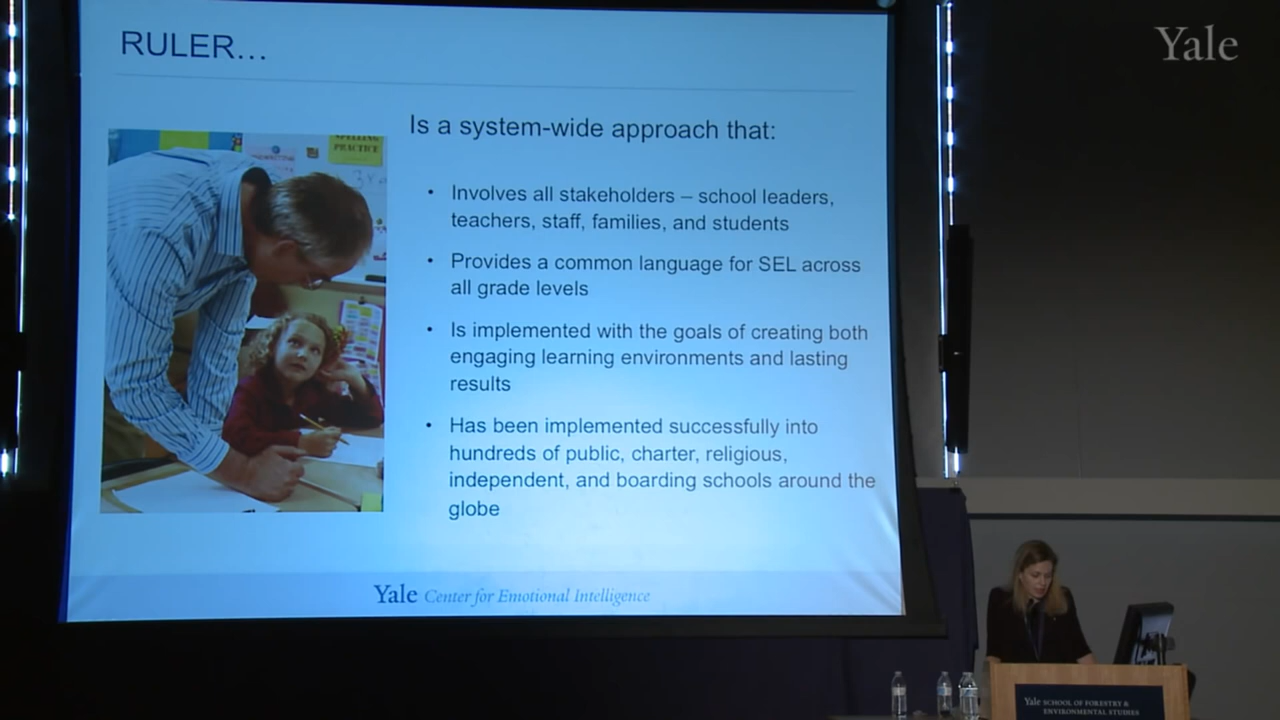 RULER…
Yale
Is a system-wide approach that:
SPELLING
PRACTICE
• Involves all stakeholders – school leaders,
teachers, staff, families, and students
• Provides a common language for SEL across
all grade levels
• Is implemented with the goals of creating both
engaging learning environments and lasting
results
• Has been implemented successfully into
hundreds of public, charter, religious,
independent, and boarding schools around the
globe
Yale Center for Emotional Intelligence
Yale SCHOOL OF FORESTRY &
ENVIRONMENTAL STUDIES